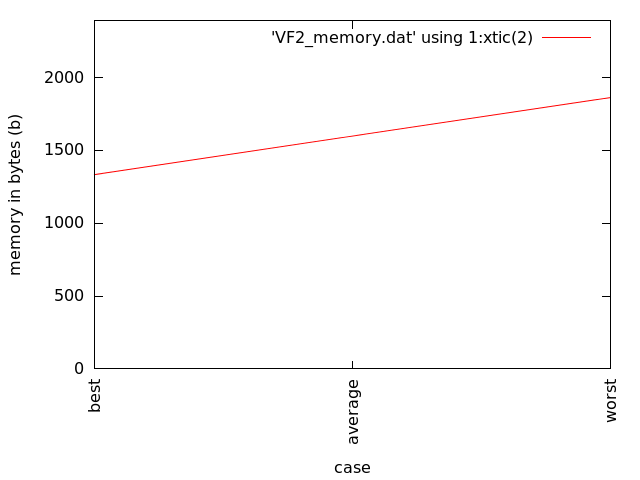 'VF2_memory.dat' using 1:xtic(2)
2000
1500
1000
500
0
memory in bytes (b)
best
average
worst
case